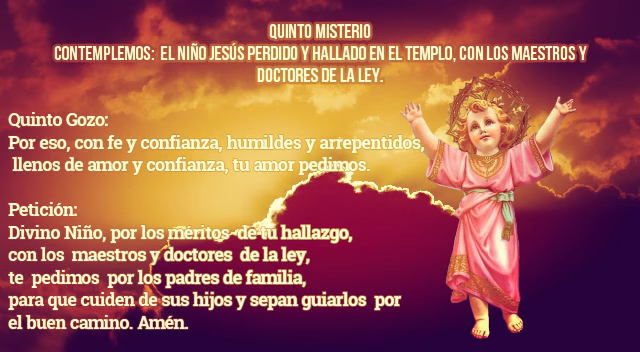 QUINTO MISTERIO
CONTEMPLEMOS: EL NIÑO JESÚS PERDIDO Y HALLADO EN EL TEMPLO, CON LOS MAESTROS Y
DOCTORES DE LA LEY.
Quinto Gozo:
Por eso, con fe y confianza, humildes y arrepentidos,
llenos de amor y confianza, tu amor pedimos.
Petición:
Divino Niño, por los méritos de tu hallazgo,
con los maestros y doctores de la ley,
te pedimos por los padres de familia,
para que cuiden de sus hijos y sepan guiarlos por
el buen camino. Amén.